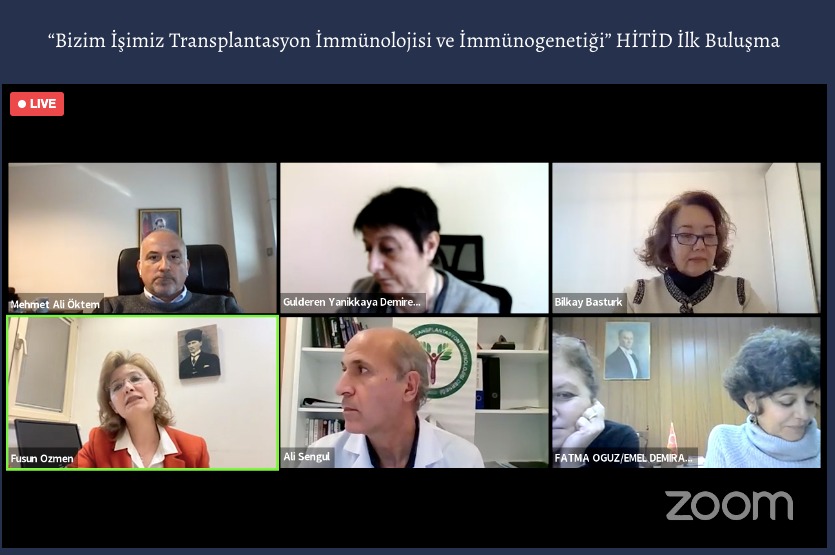 “Bizim İşimiz Transplantasyon İmmünolojisi ve İmmünogenetiği” HİTİD İlk Buluşma
LIVE
Mehmet Ali Öktem
Gulderen Yanikkaya Demire...
Bilkay Basturk
Fusun Ozmen
Ali Sengul
FATMA OGUZ/EMEL DEMIRA...
zoom